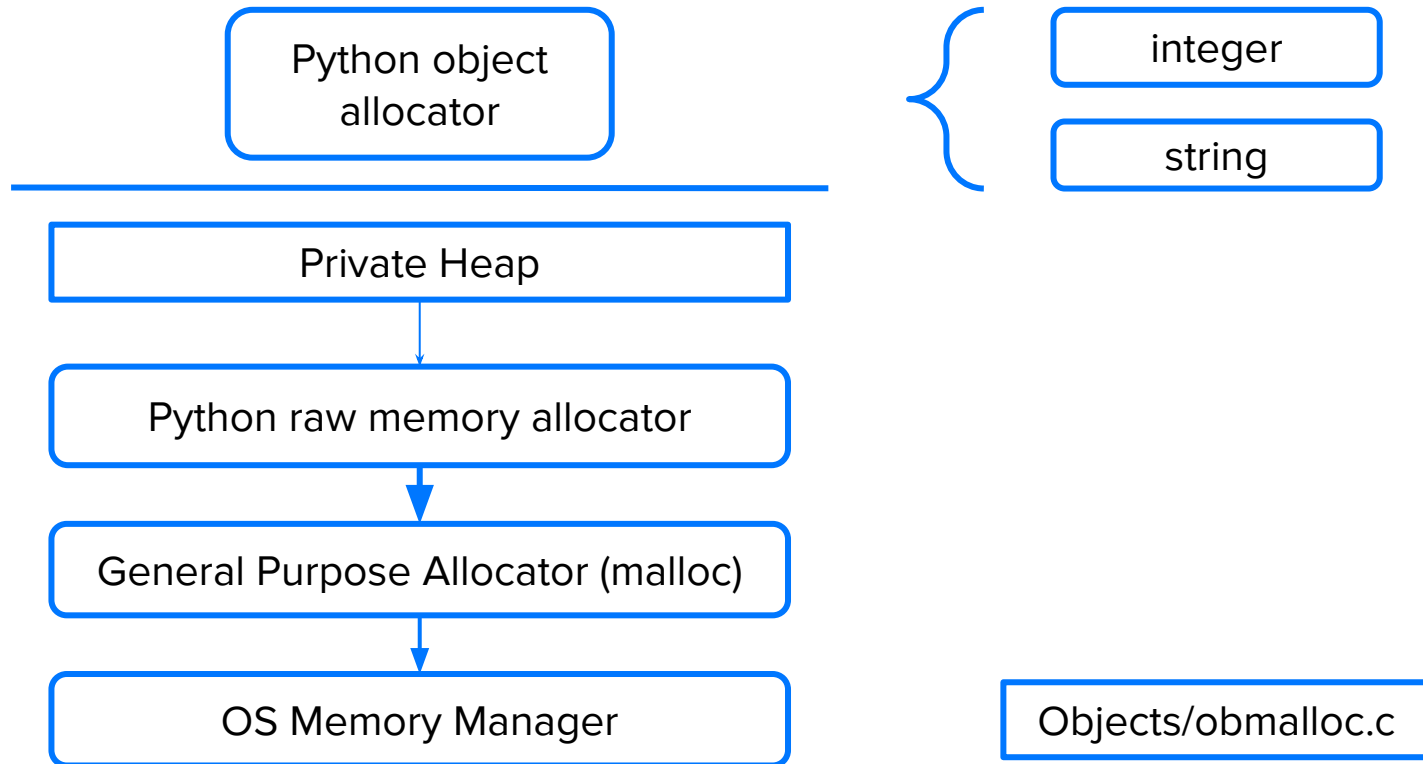 Python object
allocator
integer
string
Private Heap
Python raw memory allocator
General Purpose Allocator (malloc)
OS Memory Manager
Objects/obmalloc.c